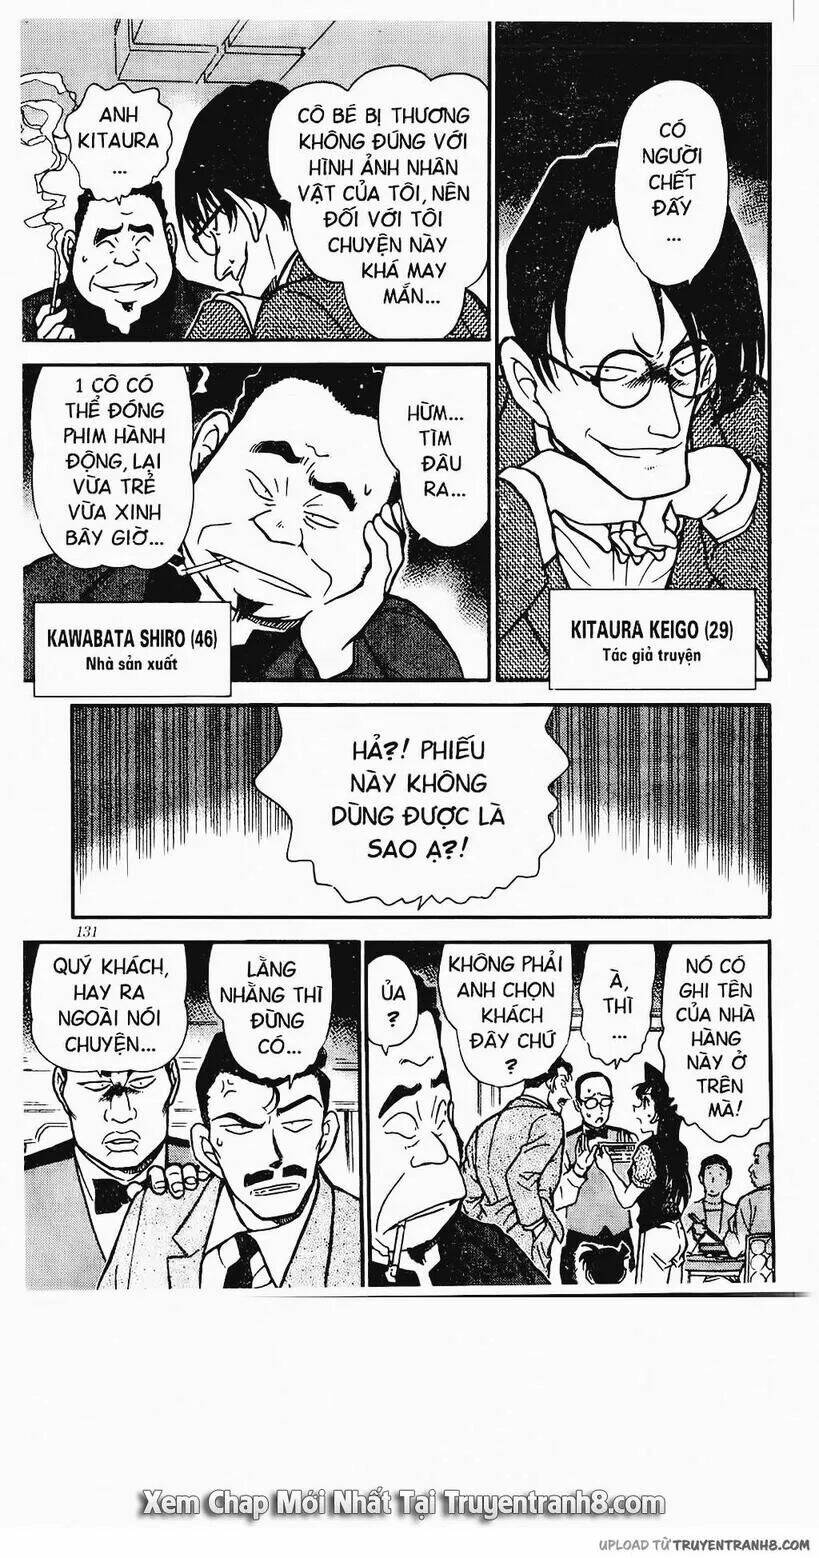 CÓ
NGƯỜI
CHẾT
ĐẤY
...
KITAURA KEIGO (29)
Tác giả truyện
CÔ BÉ BỊ THƯƠNG
KHÔNG ĐÚNG VỚI
HÌNH ẢNH NHÂN
VẬT CỦA TÔI, NÊN
ĐỐI VỚI TÔI
CHUYỆN NÀY
KHÁ MAY
MẮN...
ANH
KITAURA
...
HỪM...
TÌM
ĐÂU
RA...
1 CÔ CÓ
THỂ ĐÓNG
PHIM HÀNH
ĐỘNG, LẠI
VỪA TRẺ
VỪA XINH
BÂY GIỜ...
KAWABATA SHIRO (46)
Nhà sản xuất
HẢ?! PHIẾU
NÀY KHÔNG
DÙNG ĐƯỢC LÀ
SAO Ạ?!
131
NÓ CÓ
GHI TÊN
CỦA NHÀ
HÀNG
NÀY Ở
TRÊN
MÀ!
À,
THÌ
...
KHÔNG PHẢI
ANH CHỌN
KHÁCH
ĐÂY CHỨ
?
ỦA
?
LẰNG
NHẰNG THÌ
ĐỪNG
CÓ...
QUÝ KHÁCH,
HAY RA
NGOÀI NÓI
CHUYỆN...
Xem Chap Mới Nhất Tại Truyentranh8.com
UPLOAD TỪ TRUYENTRANH8.COM